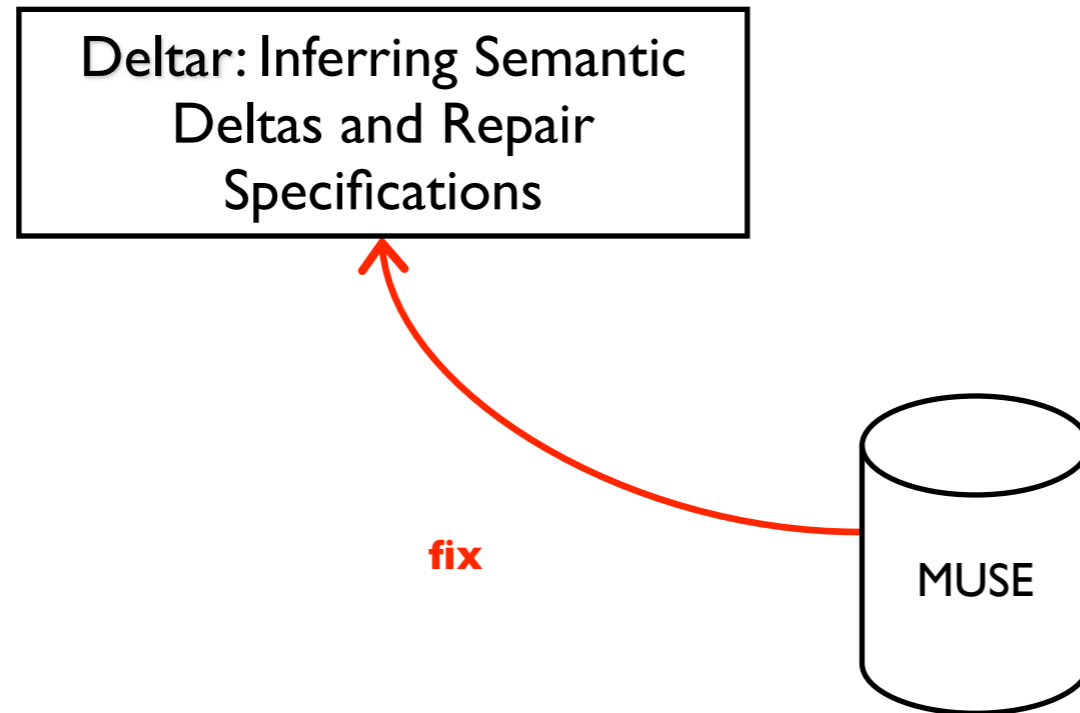 Deltar: Inferring Semantic
Deltas and Repair
Specifications
fix
MUSE